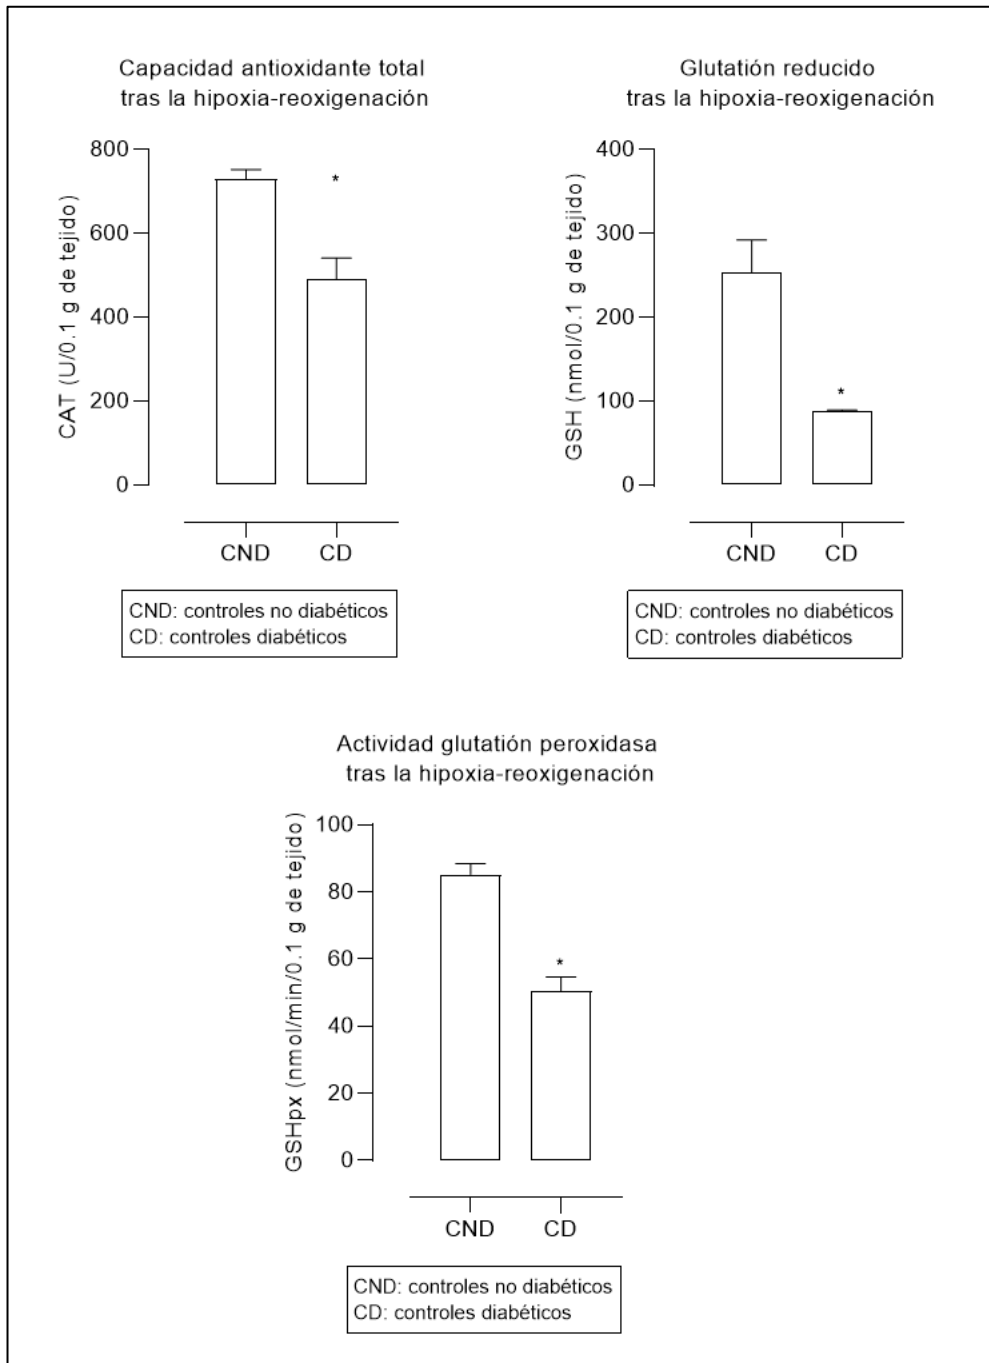 Capacidad antioxidante total
tras la hipoxia-reoxigenación
CAT (U/0.1 g de tejido)
800
600
400
200
0
*
CND
CD
CND: controles no diabéticos
CD: controles diabéticos
Glutatión reducido
tras la hipoxia-reoxigenación
GSH (nmol/0.1 g de tejido)
400
300
200
100
0
*
CND
CD
CND: controles no diabéticos
CD: controles diabéticos
Actividad glutatión peroxidasa
tras la hipoxia-reoxigenación
GSHpx (nmol/min/0.1 g de tejido)
100
80
60
40
20
0
*
CND
CD
CND: controles no diabéticos
CD: controles diabéticos